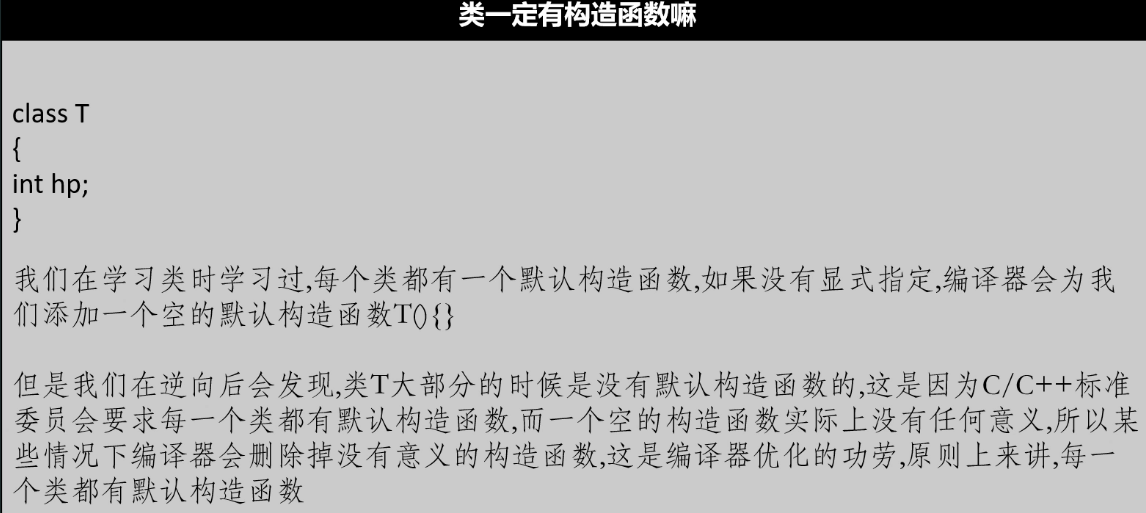 类一定有构造函数嘛
class T
{
int hp;
}
我们在学习类时学习过,每个类都有一个默认构造函数,如果没有显式指定,编译器会为我
们添加一个空的默认构造函数T(){}
但是我们在逆向后会发现,类T大部分的时候是没有默认构造函数的,这是因为C/C++标准
委员会要求每一个类都有默认构造函数,而一个空的构造函数实际上没有任何意义,所以某
些情况下编译器会删除掉没有意义的构造函数,这是编译器优化的功劳,原则上来讲,每一
个类都有默认构造函数